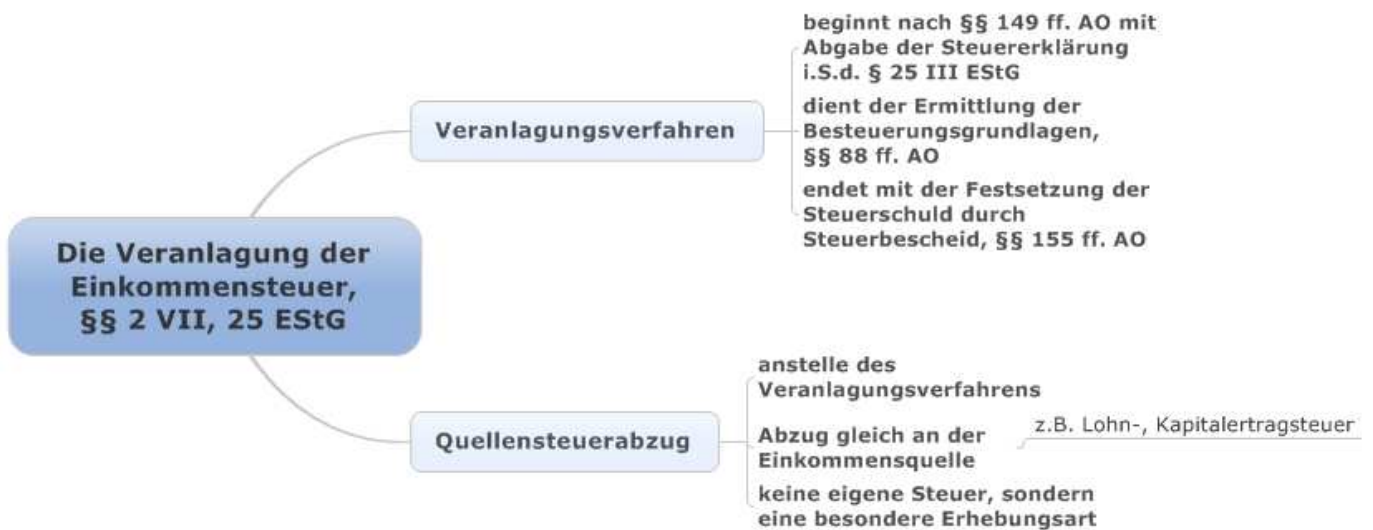 Die Veranlagung der
Einkommensteuer,
§§ 2 VII, 25 EStG
Veranlagungsverfahren
beginnt nach §§ 149 ff. AO mit
Abgabe der Steuererklärung
i.S.d. § 25 III EStG
dient der Ermittlung der
Besteuerungsgrundlagen,
§§ 88 ff. AO
endet mit der Festsetzung der
Steuerschuld durch
Steuerbescheid, §§ 155 ff. AO
Quellensteuerabzug
anstelle des
Veranlagungsverfahrens
Abzug gleich an der
Einkommensquelle
z.B. Lohn-, Kapitalertragsteuer
keine eigene Steuer, sondern
eine besondere Erhebungsart